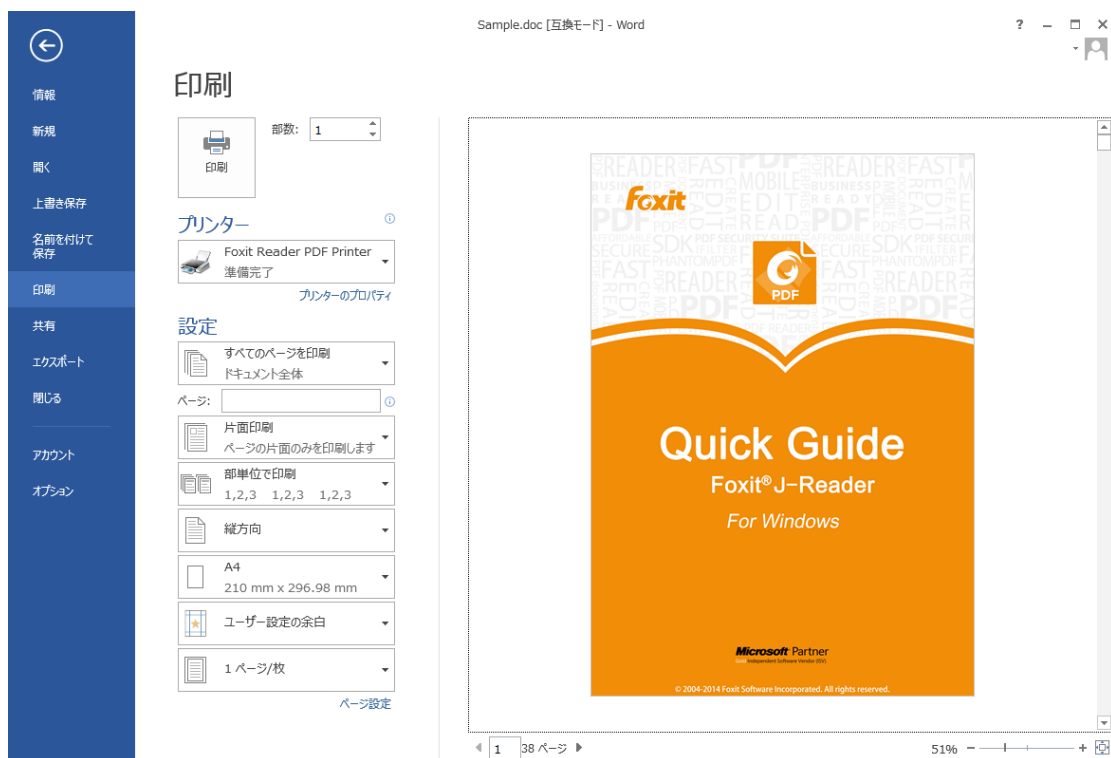 Sample.doc [互換モード] - Word
?
情報
新規
開く
上書き保存
名前を付けて
保存
印刷
共有
エクスポート
閉じる
アカウント
オプション
印刷
印刷
部数: 1
プリンター
Foxit Reader PDF Printer
準備完了
プリンターのプロパティ
設定
すべてのページを印刷
ドキュメント全体
ページ:
片面印刷
ページの片面のみを印刷します
部単位で印刷
1,2,3 1,2,3 1,2,3
縦方向
A4
210 mm x 296.98 mm
ユーザー設定の余白
1 ページ/枚
ページ設定
Foxit
PDF
Quick Guide
Foxit® J-Reader
For Windows
Microsoft Partner
Gold Independent Software Vendor (ISV)
© 2004-2014 Foxit Software Incorporated. All rights reserved.
1 38 ページ
51%